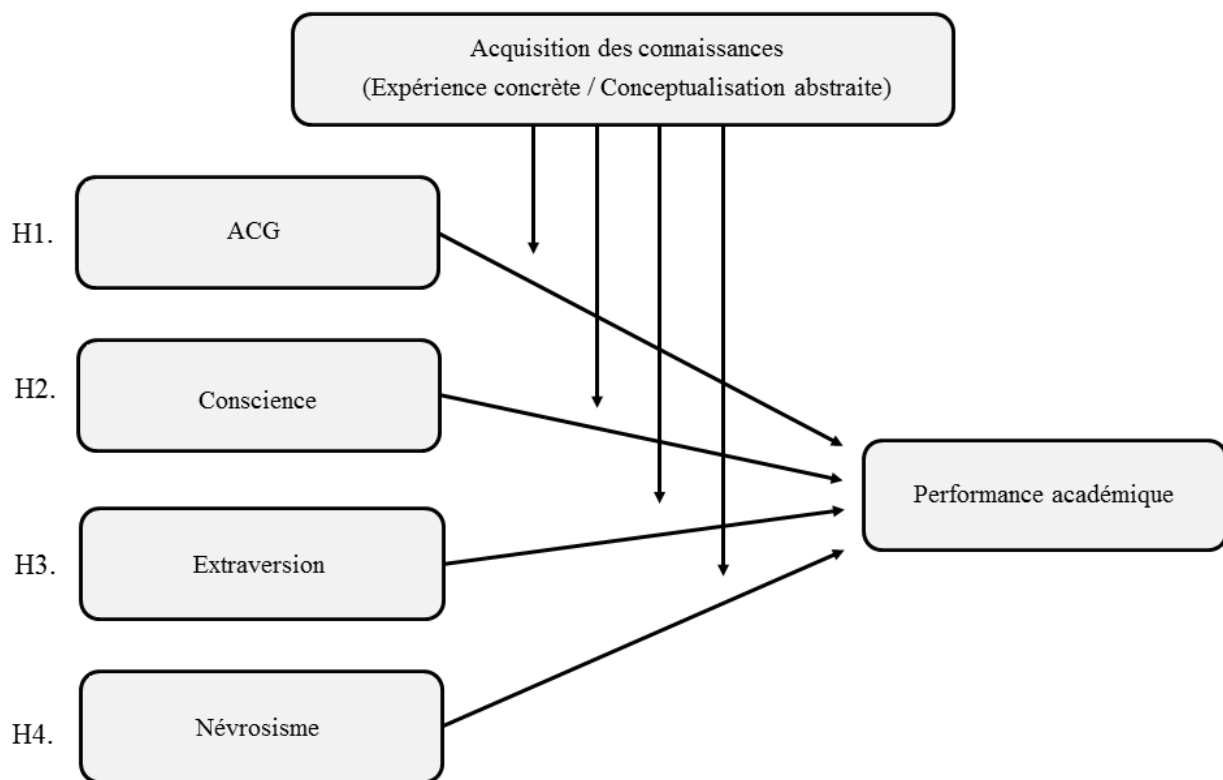 Acquisition des connaissances
(Expérience concrète / Conceptualisation abstraite)
H1.
ACG
H2.
Conscience
Performance académique
H3.
Extraversion
H4.
Névrosisme